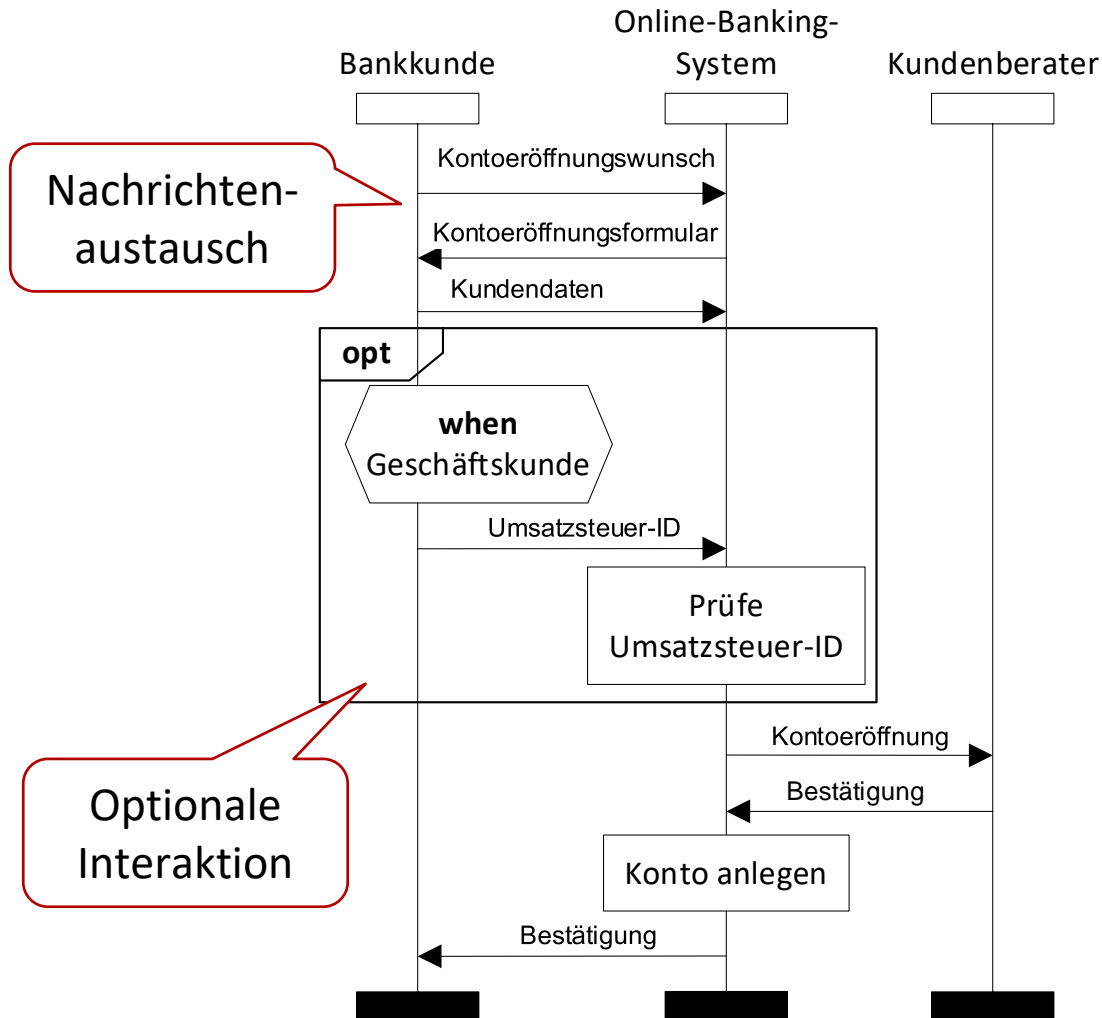 Bankkunde
Online-Banking-
System
Kundenberater
Kontoeröffnungswunsch
Nachrichten-
austausch
Kontoeröffnungsformular
Kundendaten
opt
when
Geschäftskunde
Umsatzsteuer-ID
Prüfe
Umsatzsteuer-ID
Kontoeröffnung
Bestätigung
Optionale
Interaktion
Konto anlegen
Bestätigung